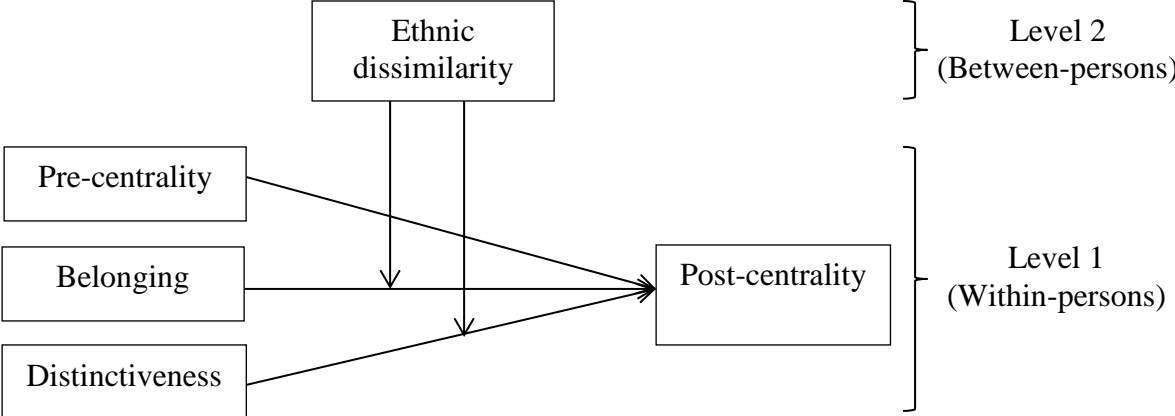 Ethnic
dissimilarity
Level 2
(Between-persons)
Pre-centrality
Belonging
Distinctiveness
Post-centrality
Level 1
(Within-persons)